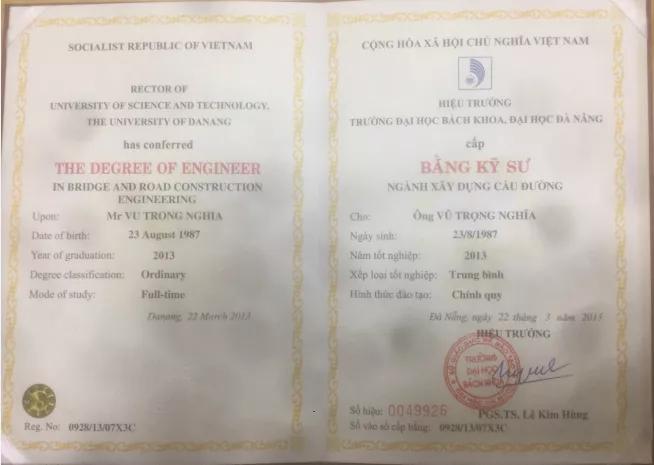 SOCIALIST REPUBLIC OF VIETNAM
RECTOR OF
UNIVERSITY OF SCIENCE AND TECHNOLOGY,
THE UNIVERSITY OF DANANG
has conferred
THE DEGREE OF ENGINEER
IN BRIDGE AND ROAD CONSTRUCTION
ENGINEERING
Upon: Mr VU TRONG NGHIA
Date of birth: 23 August 1987
Year of graduation: 2013
Degree classification: Ordinary
Mode of study: Full-time
Danang, 22 March 2013
Reg. No: 0928/13/07X3C
CỘNG HÒA XÃ HỘI CHỦ NGHĨA VIỆT NAM
HIỆU TRƯỞNG
TRƯỜNG ĐẠI HỌC BÁCH KHOA, ĐẠI HỌC ĐÀ NẴNG
cấp
BẰNG KỸ SƯ
NGÀNH XÂY DỰNG CẦU ĐƯỜNG
Cho: Ông VŨ TRỌNG NGHĨA
Ngày sinh: 23/8/1987
Năm tốt nghiệp: 2013
Xếp loại tốt nghiệp: Trung bình
Hình thức đào tạo: Chính quy
Đà Nẵng, ngày 22 tháng 3 năm 2013
HIỆU TRƯỞNG
TRƯỜNG
ĐẠI HỌC
BÁCH KHOA
PGS.TS. Lê Kim Hùng
Số hiệu: 0049926
Số vào sổ cấp bằng: 0928/13/07X3C